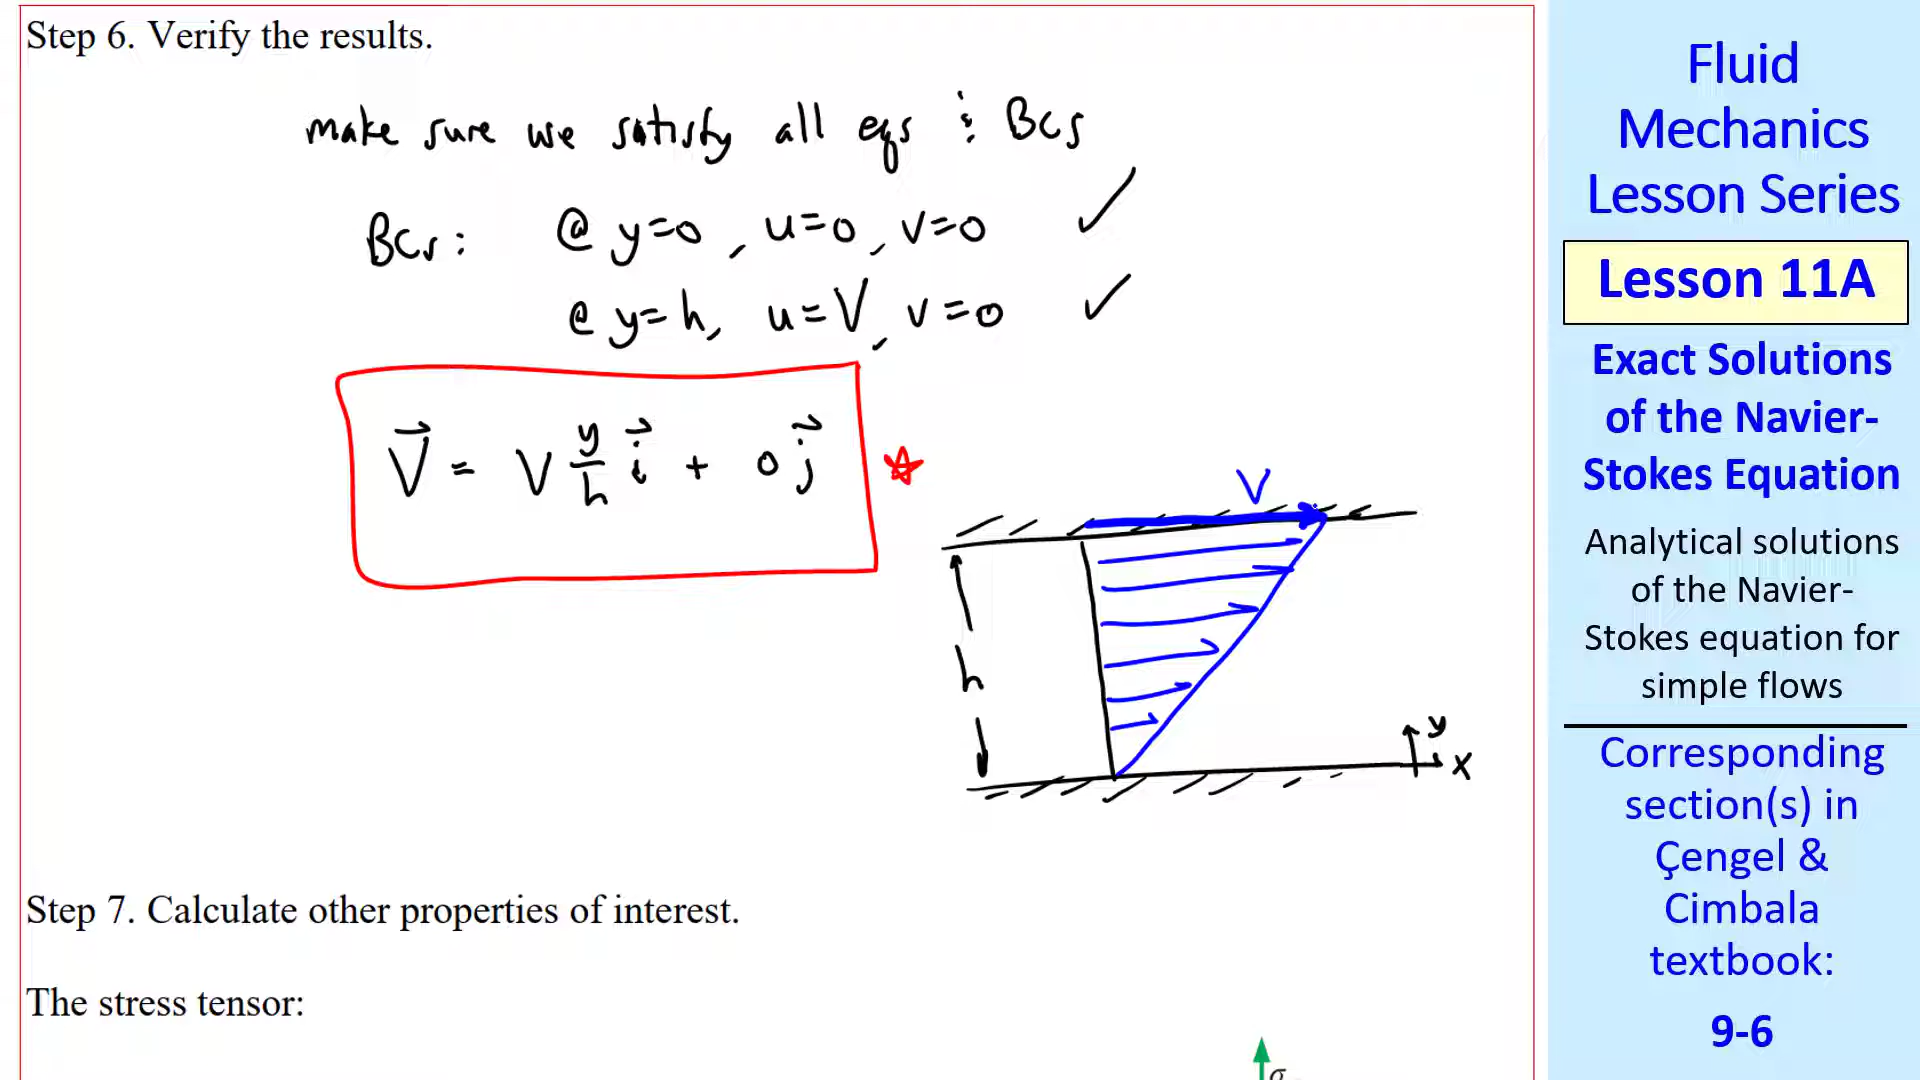 Step 6. Verify the results.
make sure we satisfy all eqs & BCs
BCs: @ y=0, u=0, v=0 ✓
@ y=h, u=V, v=0 ✓
V⃗ = V y/h i⃗ + 0 j⃗
V
h
y
x
Step 7. Calculate other properties of interest.
The stress tensor:
σ
Fluid
Mechanics
Lesson Series
Lesson 11A
Exact Solutions
of the Navier-
Stokes Equation
Analytical solutions
of the Navier-
Stokes equation for
simple flows
Corresponding
section(s) in
Çengel &
Cimbala
textbook:
9-6